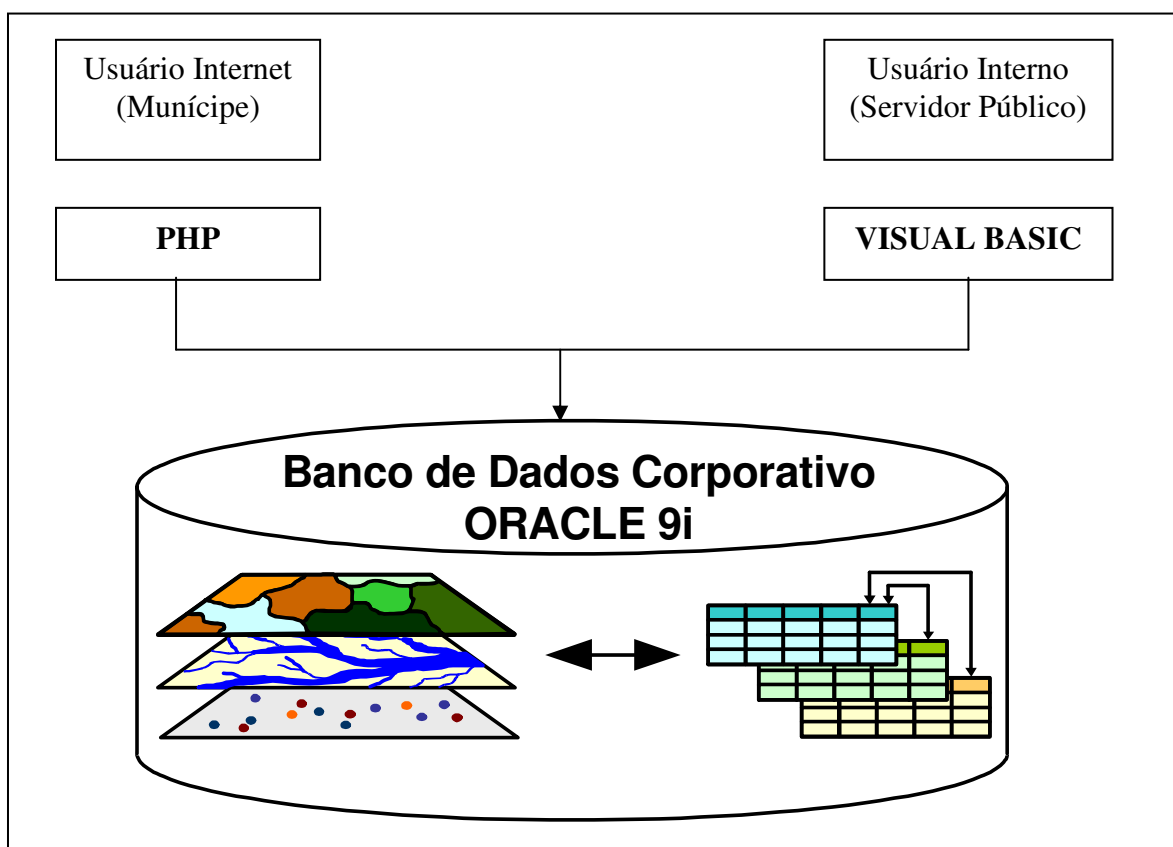 Usuário Internet
(Munícipe)
Usuário Interno
(Servidor Público)
PHP
VISUAL BASIC
Banco de Dados Corporativo
ORACLE 9i